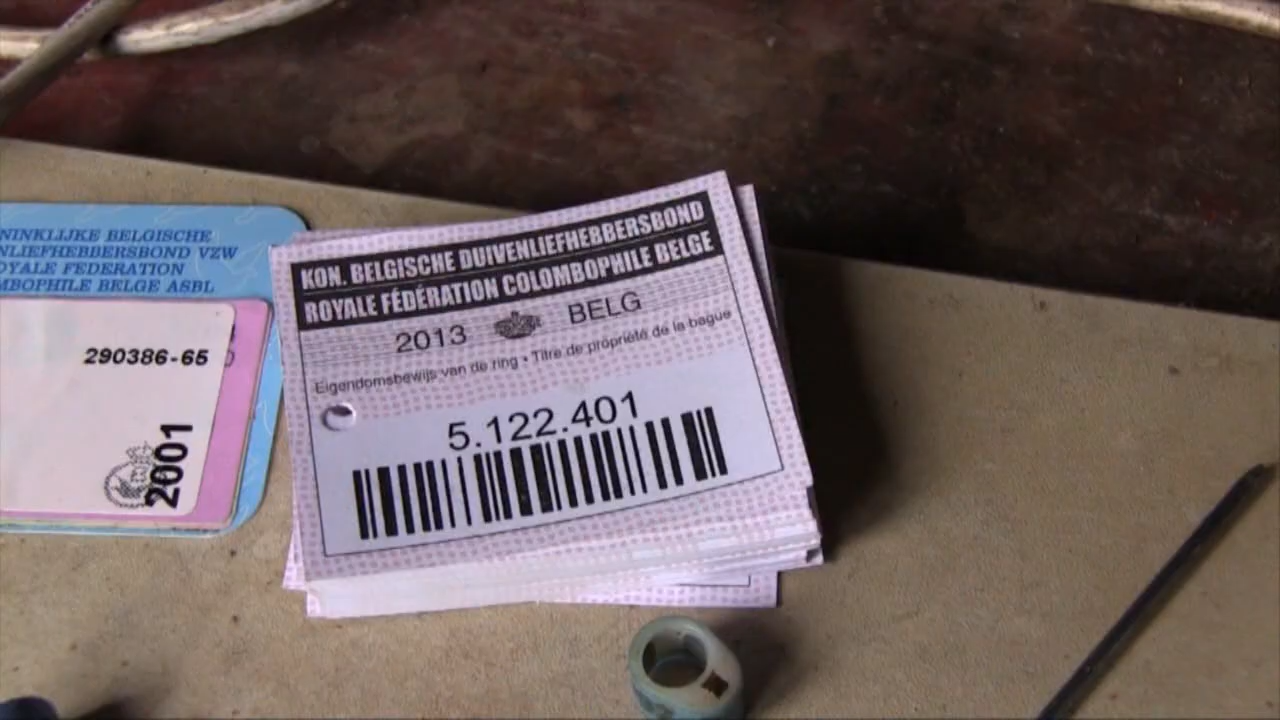 NINKLIJKE BELGISCHE
NLIEFHEBBERSBOND VZW
OYALE FEDERATION
MBOPHILE BELGE ASBL
290386-65
2001
KON. BELGISCHE DUIVENLIEFHEBBERSBOND
ROYALE FÉDÉRATION COLOMBOPHILE BELGE
2013 BELG
Eigendomsbewijs van de ring • Titre de propriété de la bague
5.122.401